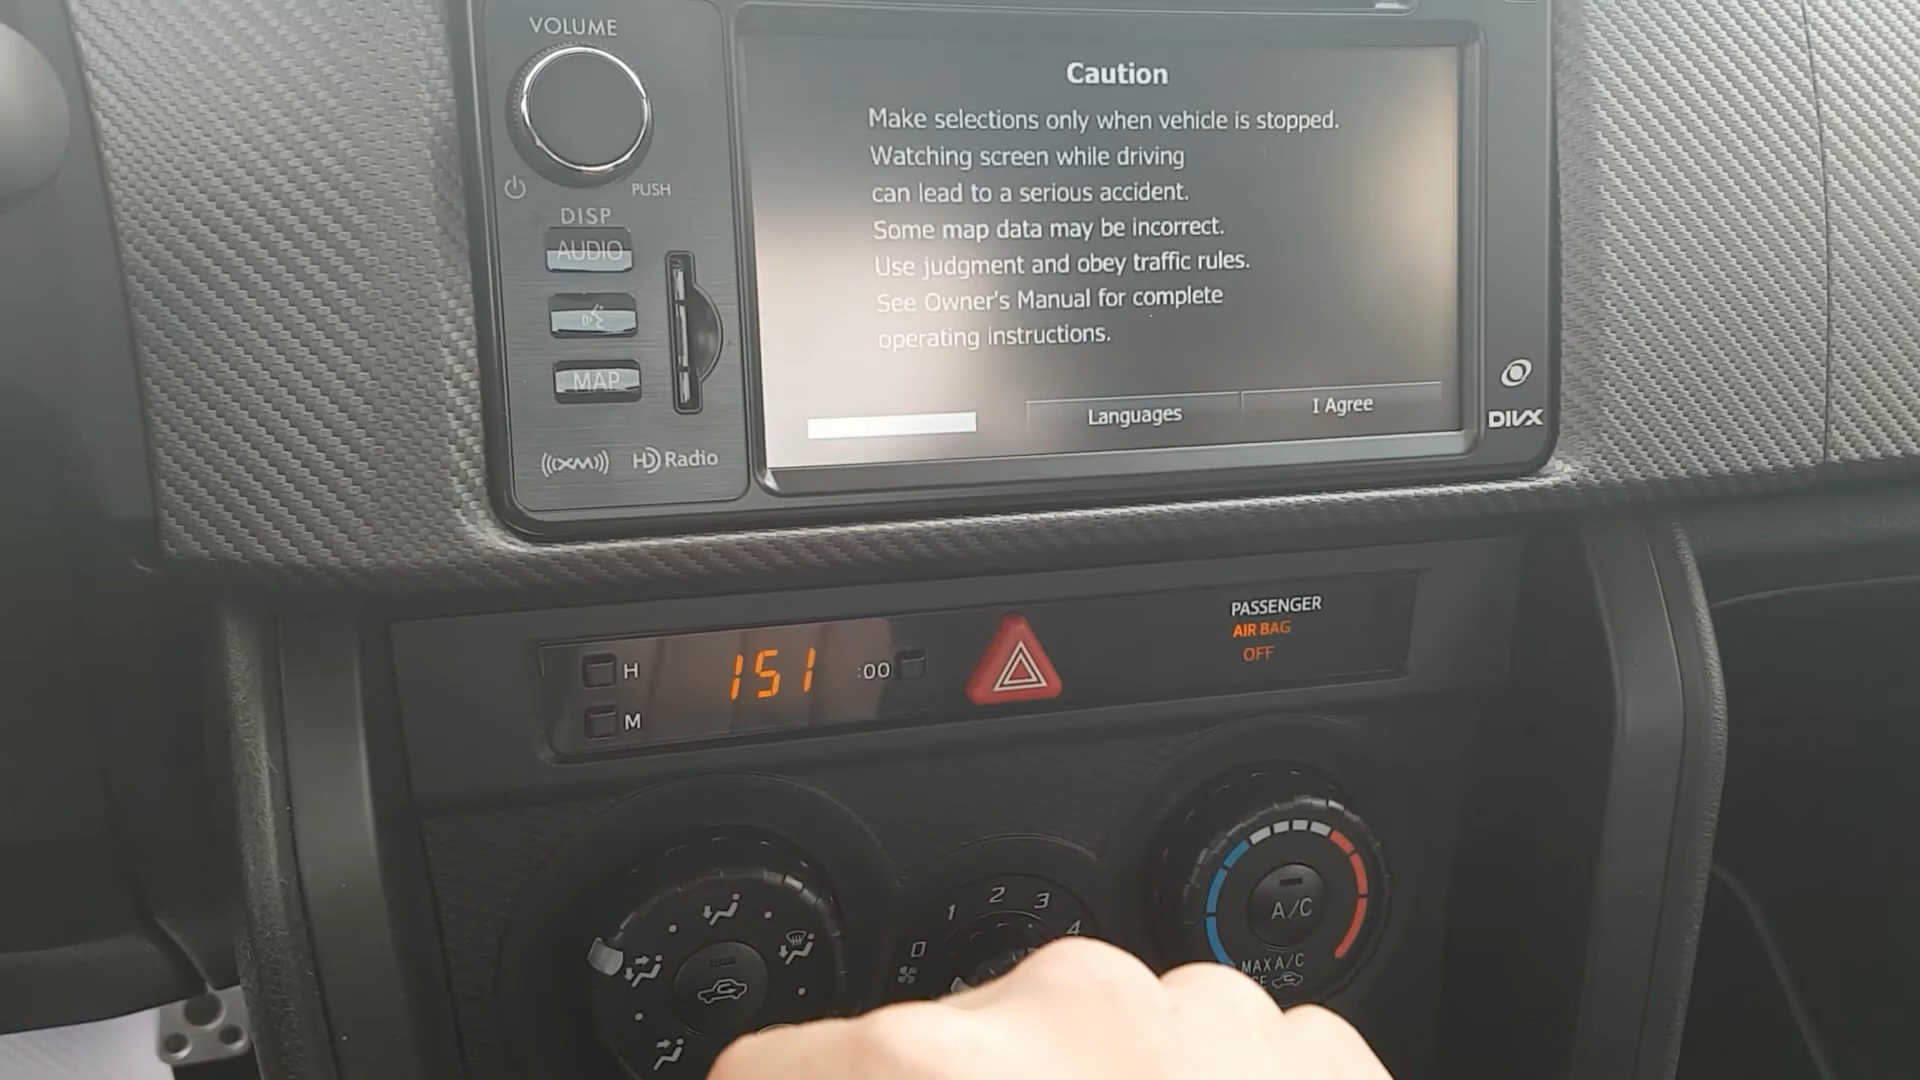 VOLUME
PUSH
DISP
AUDIO
MAP
((XM)) HD Radio
Caution
Make selections only when vehicle is stopped.
Watching screen while driving
can lead to a serious accident.
Some map data may be incorrect.
Use judgment and obey traffic rules.
See Owner's Manual for complete
operating instructions.
Languages
I Agree
DIVX
H
M
151
:00
PASSENGER
AIR BAG
OFF
0 1 2 3 4
A/C
MAX A/C